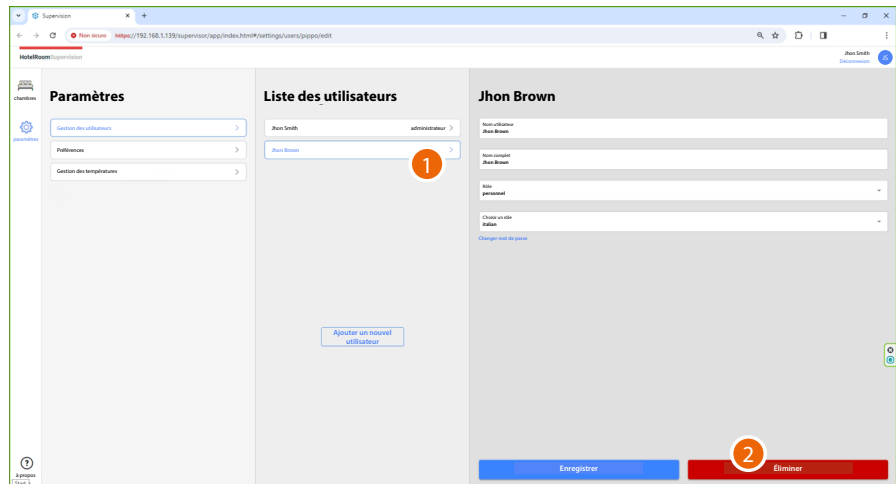 Supervision
Non sicuro https://192.168.1.139/supervisor/app/index.html#/settings/users/pippo/edit
HotelRoomSupervision
Jhon Smith
Déconnexion
JS
chambres
paramètres
à propos
Paramètres
Gestion des utilisateurs
Préférences
Gestion des températures
Liste des utilisateurs
Jhon Smith administrateur
Jhon Brown
1
Ajouter un nouvel
utilisateur
Jhon Brown
Nom utilisateur
Jhon Brown
Nom complet
Jhon Brown
Rôle
personnel
Choisir un rôle
italian
Changer mot de passe
Enregistrer
2
Éliminer